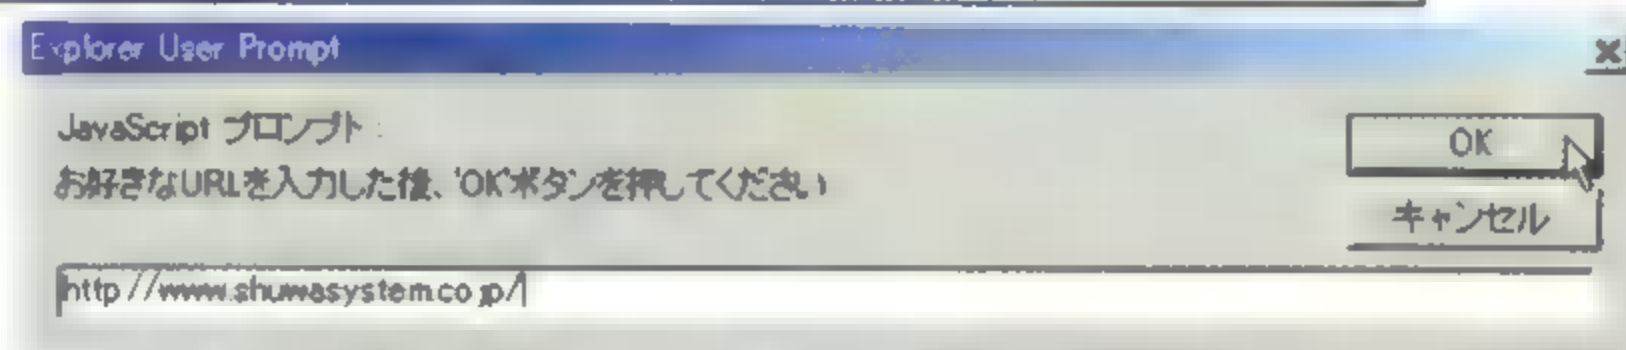 Explorer User Prompt
JavaScript プロンプト :
お好きなURLを入力した後、'OK'ボタンを押してください
OK
キャンセル
http://www.shuwasystem.co.jp/